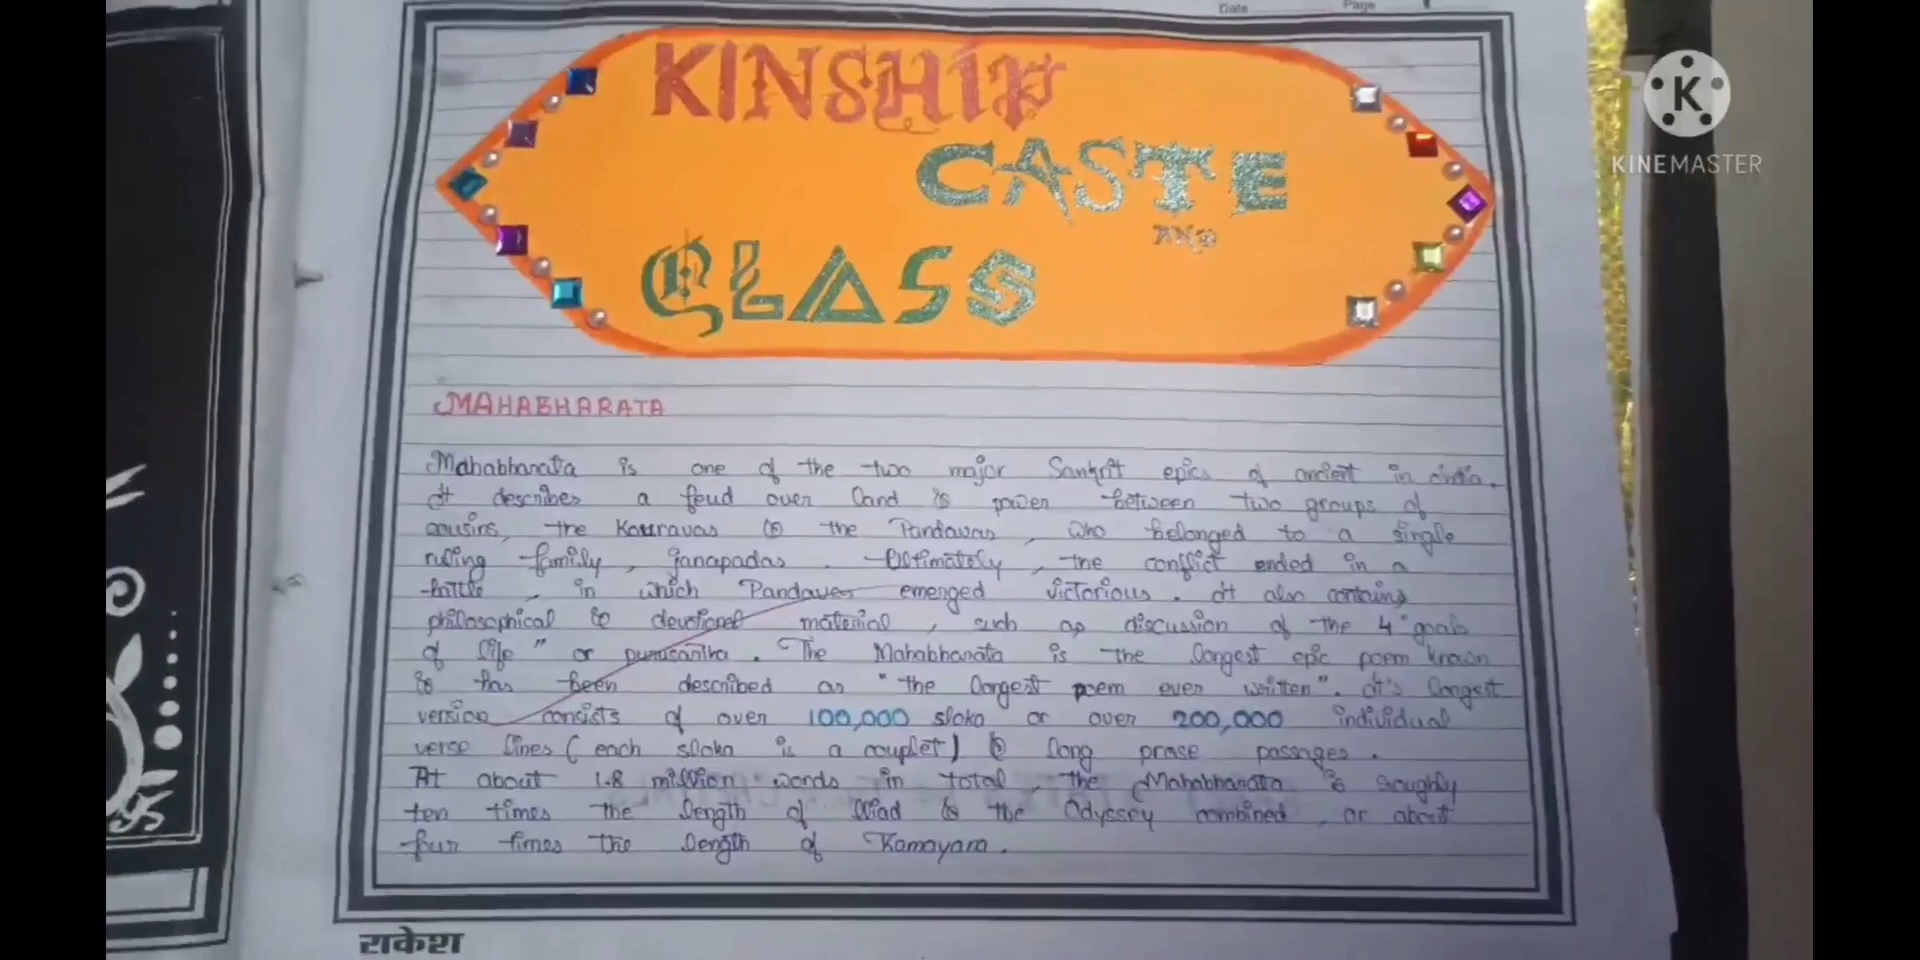 Date Page
KINSHIP
CASTE
AND
CLASS
MAHABHARATA
Mahabharata is one of the two major Sankrit epics of ancient in india.
It describes a feud over land & power between two groups of
cousins, the Kauravas & the Pandavas, who belonged to a single
ruling family, janapadas. Ultimately, the conflict ended in a
battle, in which Pandavas emerged victorious. It also contains
philosophical & devotional material, such as discussion of the 4 "goals
of life" or purusartha. The Mahabharata is the longest epic poem known
& has been described as "the longest poem ever written". It's longest
version consists of over 100,000 sloka or over 200,000 individual
verse lines (each sloka is a couplet) & long prose passages.
At about 1.8 million words in total, the Mahabharata is roughly
ten times the length of Iliad & the Odyssey combined, or about
four times the length of Ramayana.
राकेश
K
KINEMASTER